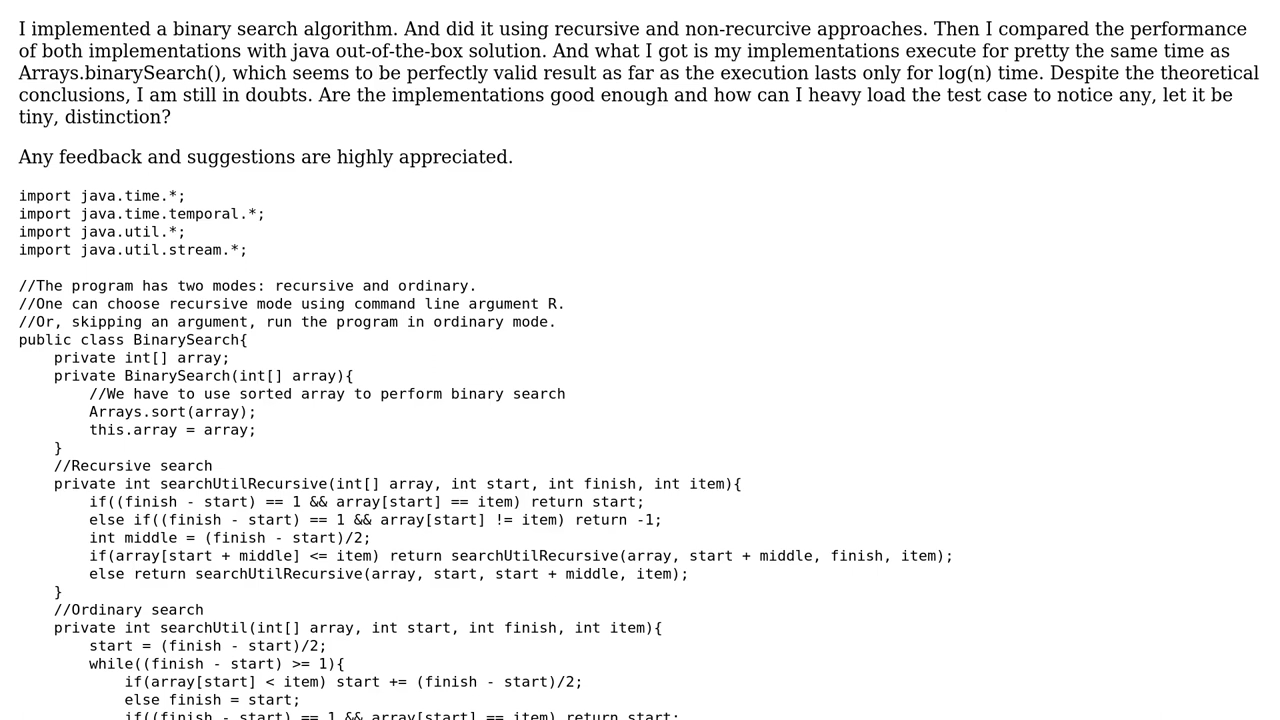 I implemented a binary search algorithm. And did it using recursive and non-recurcive approaches. Then I compared the performance
of both implementations with java out-of-the-box solution. And what I got is my implementations execute for pretty the same time as
Arrays.binarySearch(), which seems to be perfectly valid result as far as the execution lasts only for log(n) time. Despite the theoretical
conclusions, I am still in doubts. Are the implementations good enough and how can I heavy load the test case to notice any, let it be
tiny, distinction?

Any feedback and suggestions are highly appreciated.

import java.time.*;
import java.time.temporal.*;
import java.util.*;
import java.util.stream.*;

//The program has two modes: recursive and ordinary.
//One can choose recursive mode using command line argument R.
//Or, skipping an argument, run the program in ordinary mode.
public class BinarySearch{
    private int[] array;
    private BinarySearch(int[] array){
        //We have to use sorted array to perform binary search
        Arrays.sort(array);
        this.array = array;
    }
    //Recursive search
    private int searchUtilRecursive(int[] array, int start, int finish, int item){
        if((finish - start) == 1 && array[start] == item) return start;
        else if((finish - start) == 1 && array[start] != item) return -1;
        int middle = (finish - start)/2;
        if(array[start + middle] <= item) return searchUtilRecursive(array, start + middle, finish, item);
        else return searchUtilRecursive(array, start, start + middle, item);
    }
    //Ordinary search
    private int searchUtil(int[] array, int start, int finish, int item){
        start = (finish - start)/2;
        while((finish - start) >= 1){
            if(array[start] < item) start += (finish - start)/2;
            else finish = start;
            if((finish - start) == 1 && array[start] == item) return start;